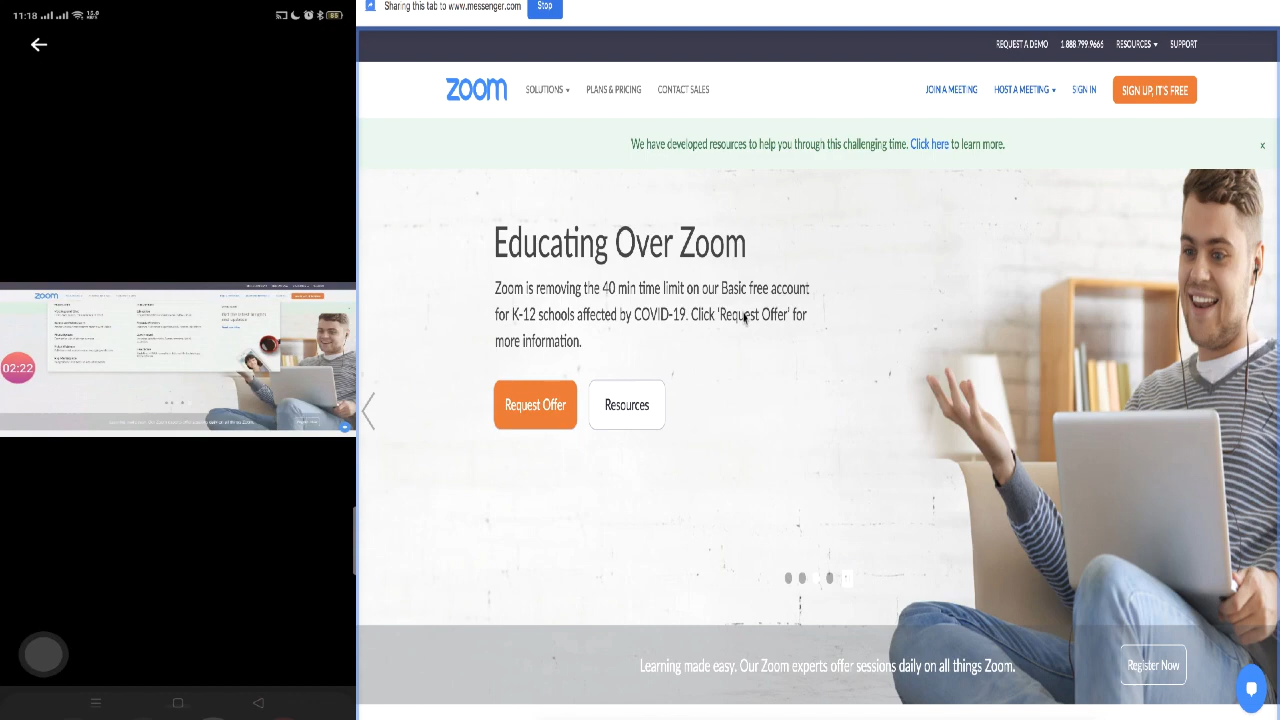 11:18
88
zoom
02:22
Sharing this tab to www.messenger.com
Stop
REQUEST A DEMO 1.888.799.9666 RESOURCES SUPPORT
zoom
SOLUTIONS PLANS & PRICING CONTACT SALES
JOIN A MEETING HOST A MEETING SIGN IN SIGN UP, IT'S FREE
We have developed resources to help you through this challenging time. Click here to learn more.
x
Educating Over Zoom
Zoom is removing the 40 min time limit on our Basic free account
for K-12 schools affected by COVID-19. Click 'Request Offer' for
more information.
Request Offer
Resources
Learning made easy. Our Zoom experts offer sessions daily on all things Zoom.
Register Now